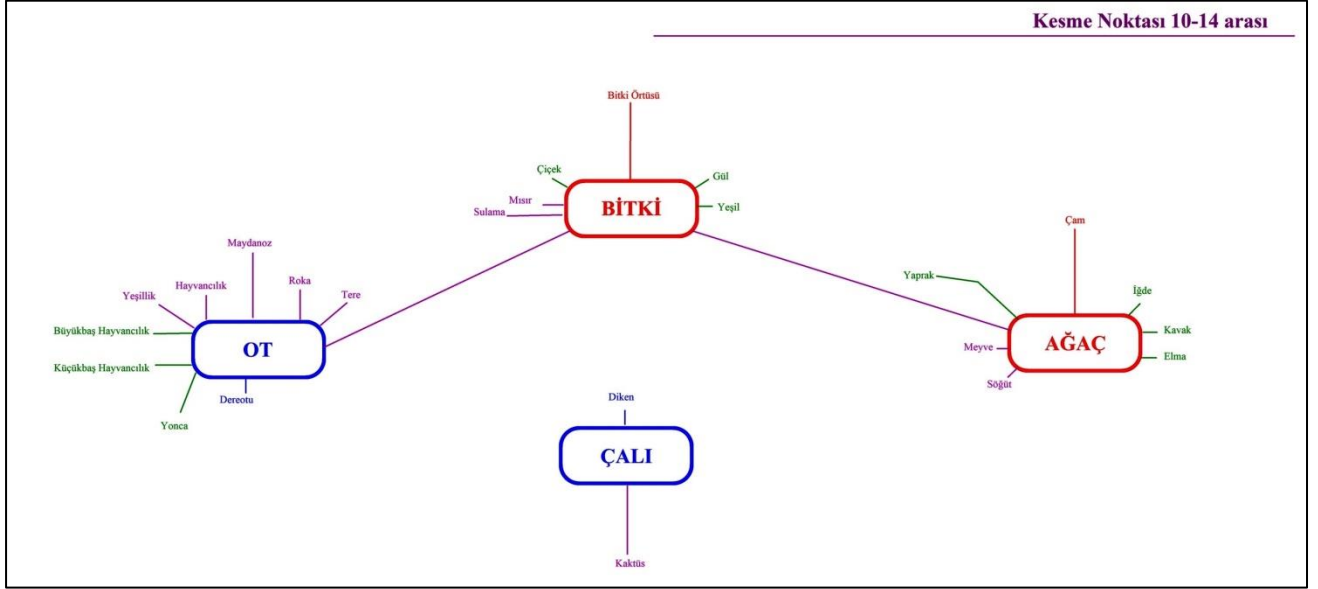 Kesme Noktası 10-14 arası
Bitki Örtüsü
Çiçek
Gül
Mısır
Sulama
BİTKİ
Yeşil
Çam
Maydanoz
Yaprak
Hayvancılık
Roka
Yeşillik
Tere
İğde
Büyükbaş Hayvancılık
Kavak
OT
AĞAÇ
Meyve
Elma
Küçükbaş Hayvancılık
Söğüt
Dereotu
Diken
Yonca
ÇALI
Kaktüs